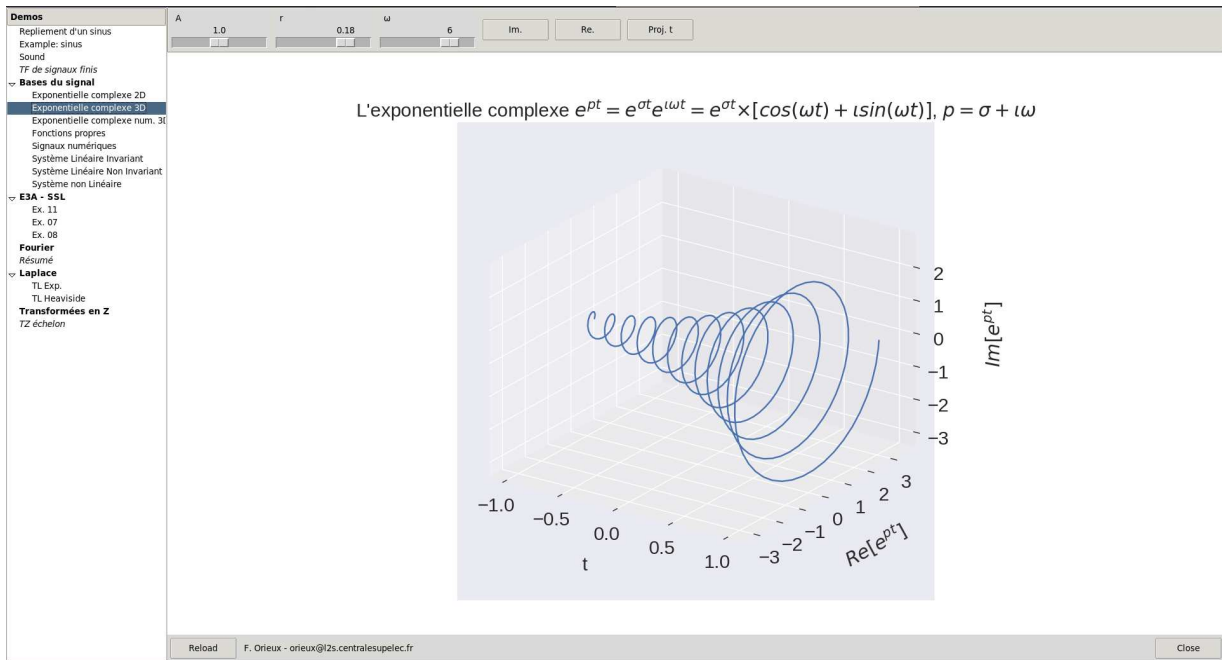 Demos
Repliement d'un sinus
Example: sinus
Sound
TF de signaux finis
Bases du signal
Exponentielle complexe 2D
Exponentielle complexe 3D
Exponentielle complexe num. 3D
Fonctions propres
Signaux numériques
Système Linéaire Invariant
Système Linéaire Non Invariant
Système non Linéaire
E3A - SSL
Ex. 11
Ex. 07
Ex. 08
Fourier
Résumé
Laplace
TL Exp.
TL Heaviside
Transformées en Z
TZ échelon
A r ω
1.0 0.18 6 Im. Re. Proj. t
L'exponentielle complexe e^{pt} = e^{σt}e^{ιωt} = e^{σt}×[cos(ωt) + ιsin(ωt)], p = σ + ιω
2
1
0
−1
−2
−3
Im[e^{pt}]
−1.0
−0.5
0.0
0.5
1.0
t
−3
−2
−1
0
1
2
3
Re[e^{pt}]
Reload F. Orieux - orieux@l2s.centralesupelec.fr Close